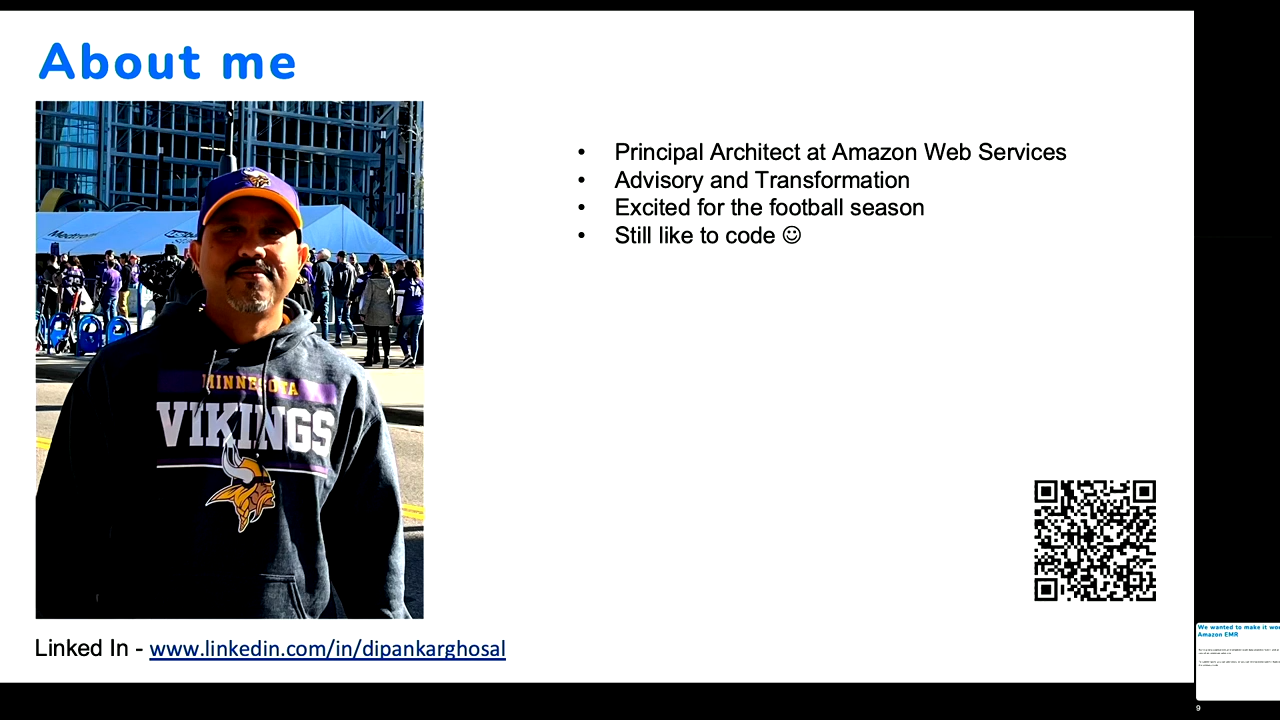 About me
Principal Architect at Amazon Web Services
Advisory and Transformation
Excited for the football season
Still like to code ☺
Medtronic
MINNESOTA
VIKINGS
Linked In - www.linkedin.com/in/dipankarghosal
We wanted to make it
Amazon EMR
9